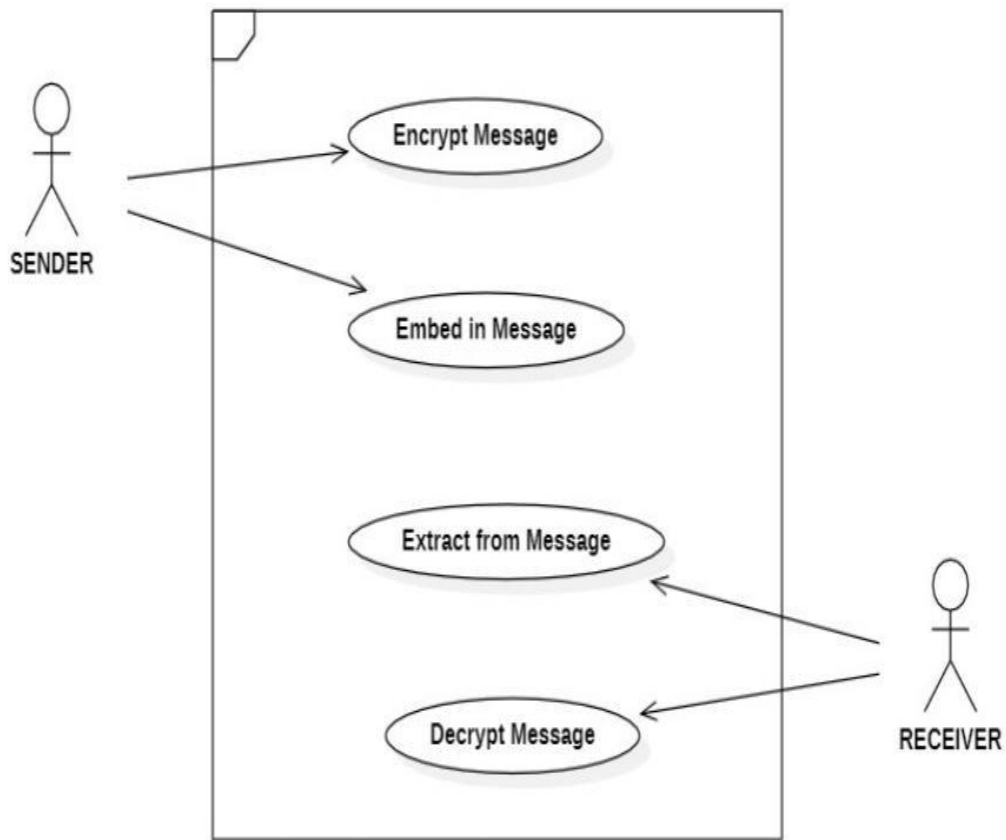 Encrypt Message
SENDER
Embed in Message
Extract from Message
Decrypt Message
RECEIVER